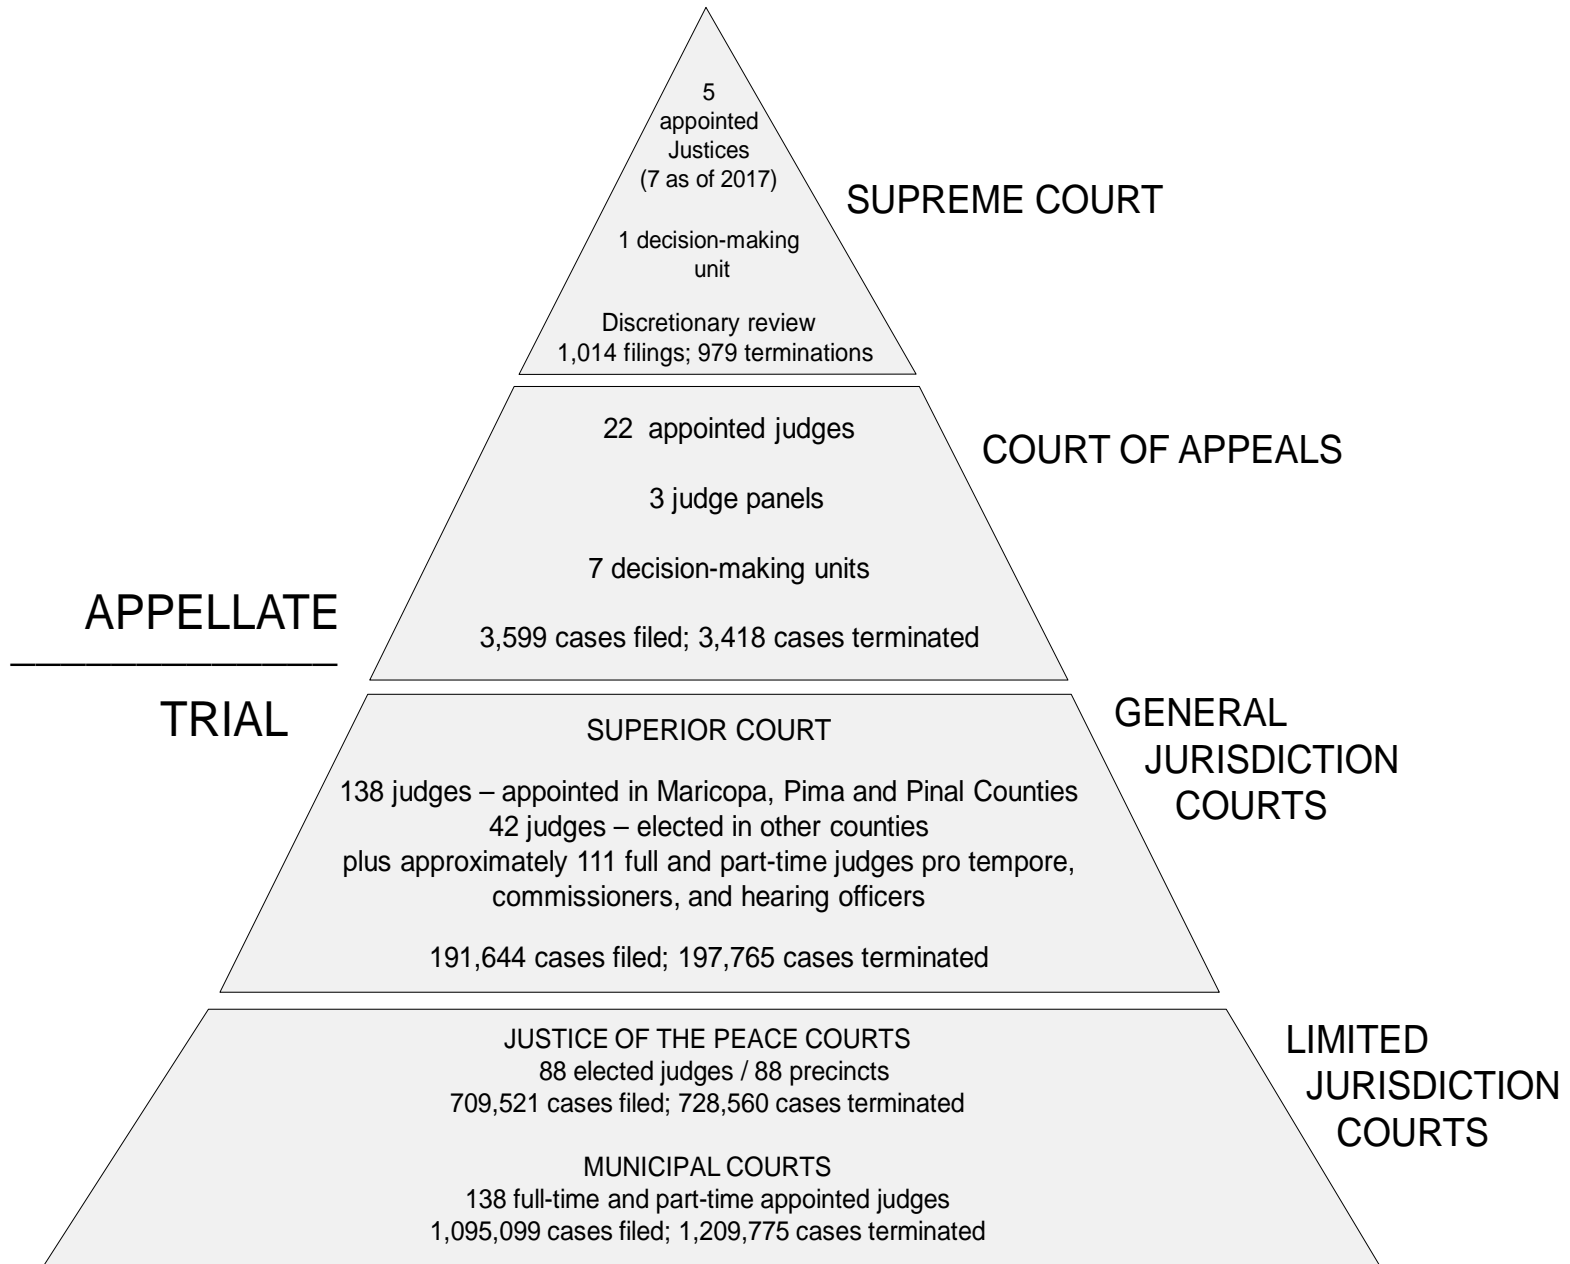 5
appointed
Justices
(7 as of 2017)
1 decision-making
unit
Discretionary review
1,014 filings; 979 terminations
SUPREME COURT
22 appointed judges
3 judge panels
7 decision-making units
3,599 cases filed; 3,418 cases terminated
COURT OF APPEALS
APPELLATE
TRIAL
SUPERIOR COURT
138 judges – appointed in Maricopa, Pima and Pinal Counties
42 judges – elected in other counties
plus approximately 111 full and part-time judges pro tempore,
commissioners, and hearing officers
191,644 cases filed; 197,765 cases terminated
GENERAL
JURISDICTION
COURTS
JUSTICE OF THE PEACE COURTS
88 elected judges / 88 precincts
709,521 cases filed; 728,560 cases terminated
MUNICIPAL COURTS
138 full-time and part-time appointed judges
1,095,099 cases filed; 1,209,775 cases terminated
LIMITED
JURISDICTION
COURTS